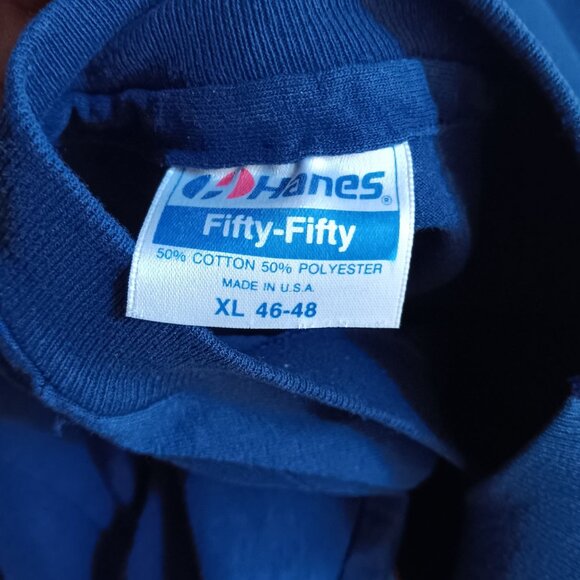 Hanes®
Fifty-Fifty
50% COTTON 50% POLYESTER
MADE IN U.S.A.
XL 46-48